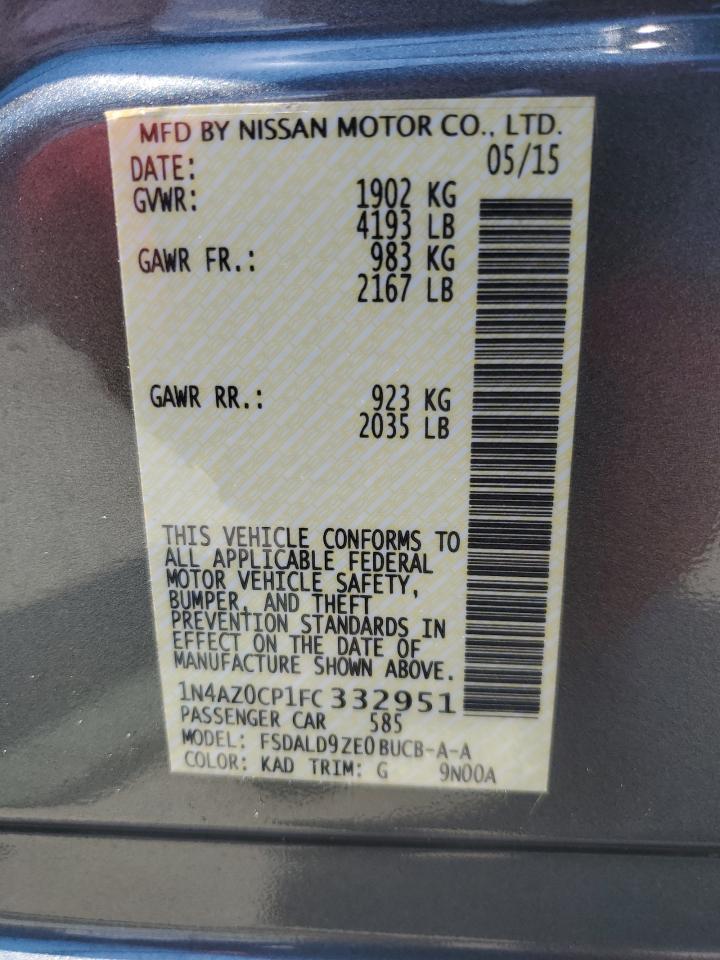 MFD BY NISSAN MOTOR CO., LTD.
DATE: 05/15
GVWR: 1902 KG
4193 LB
GAWR FR.: 983 KG
2167 LB
GAWR RR.: 923 KG
2035 LB
THIS VEHICLE CONFORMS TO
ALL APPLICABLE FEDERAL
MOTOR VEHICLE SAFETY,
BUMPER, AND THEFT
PREVENTION STANDARDS IN
EFFECT ON THE DATE OF
MANUFACTURE SHOWN ABOVE.
1N4AZ0CP1FC332951
PASSENGER CAR 585
MODEL: FSDALD9ZE0BUCB-A-A
COLOR: KAD TRIM: G 9N00A